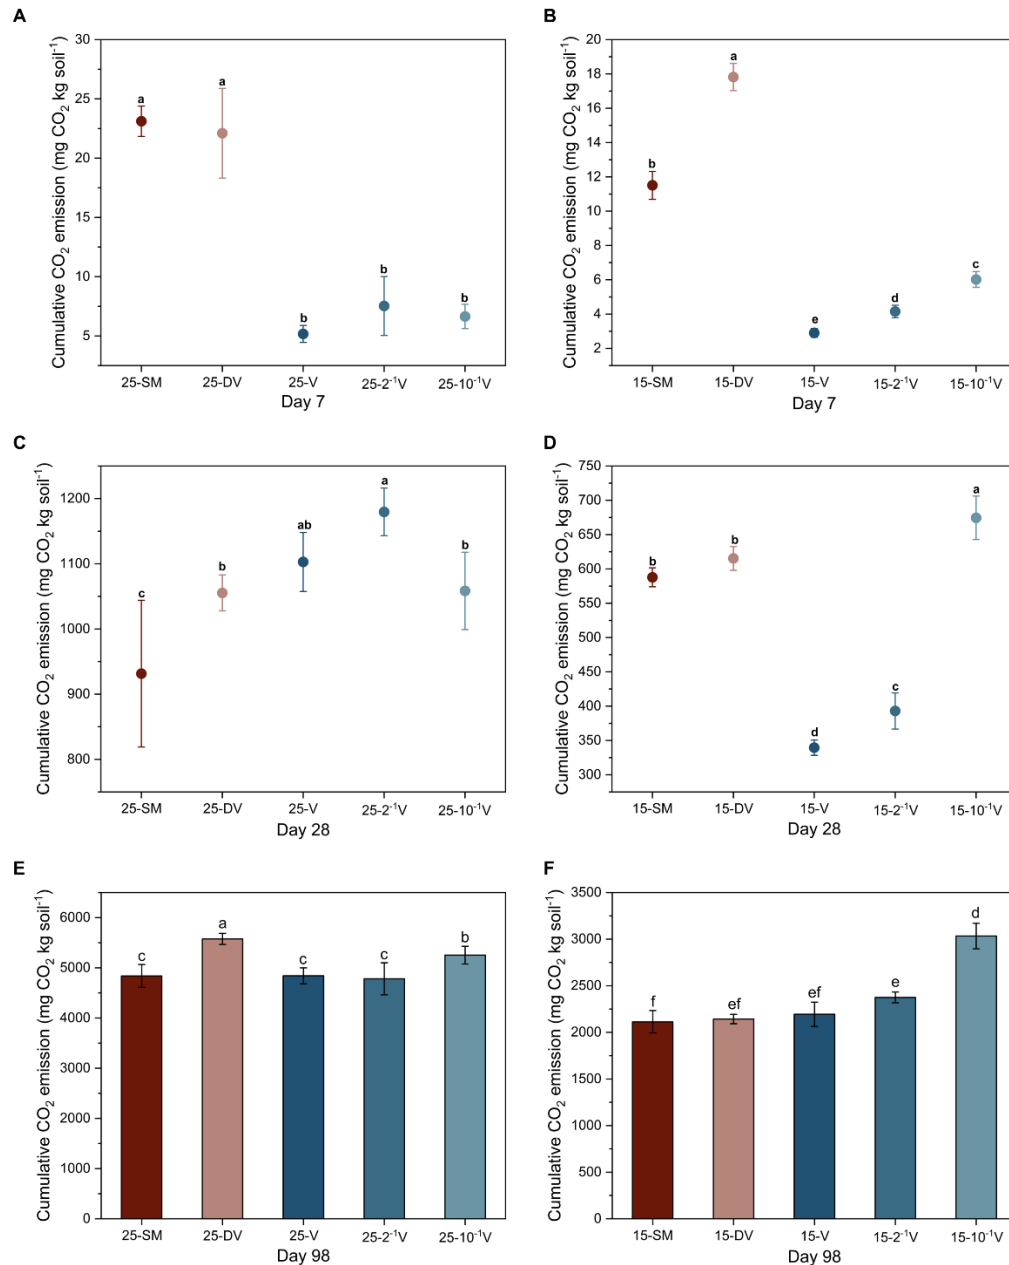 A
Cumulative CO₂ emission (mg CO₂ kg soil⁻¹)
30
25
20
15
10
5
a
a
b
b
b
25-SM
25-DV
25-V
25-2⁻¹V
25-10⁻¹V
Day 7
B
Cumulative CO₂ emission (mg CO₂ kg soil⁻¹)
20
18
16
14
12
10
8
6
4
2
b
a
e
d
c
15-SM
15-DV
15-V
15-2⁻¹V
15-10⁻¹V
Day 7
C
Cumulative CO₂ emission (mg CO₂ kg soil⁻¹)
1200
1100
1000
900
800
c
b
ab
a
b
25-SM
25-DV
25-V
25-2⁻¹V
25-10⁻¹V
Day 28
D
Cumulative CO₂ emission (mg CO₂ kg soil⁻¹)
750
700
650
600
550
500
450
400
350
300
b
b
d
c
a
15-SM
15-DV
15-V
15-2⁻¹V
15-10⁻¹V
Day 28
E
Cumulative CO₂ emission (mg CO₂ kg soil⁻¹)
6000
5000
4000
3000
2000
1000
0
c
a
c
c
b
25-SM
25-DV
25-V
25-2⁻¹V
25-10⁻¹V
Day 98
F
Cumulative CO₂ emission (mg CO₂ kg soil⁻¹)
3500
3000
2500
2000
1500
1000
500
0
f
ef
ef
e
d
15-SM
15-DV
15-V
15-2⁻¹V
15-10⁻¹V
Day 98